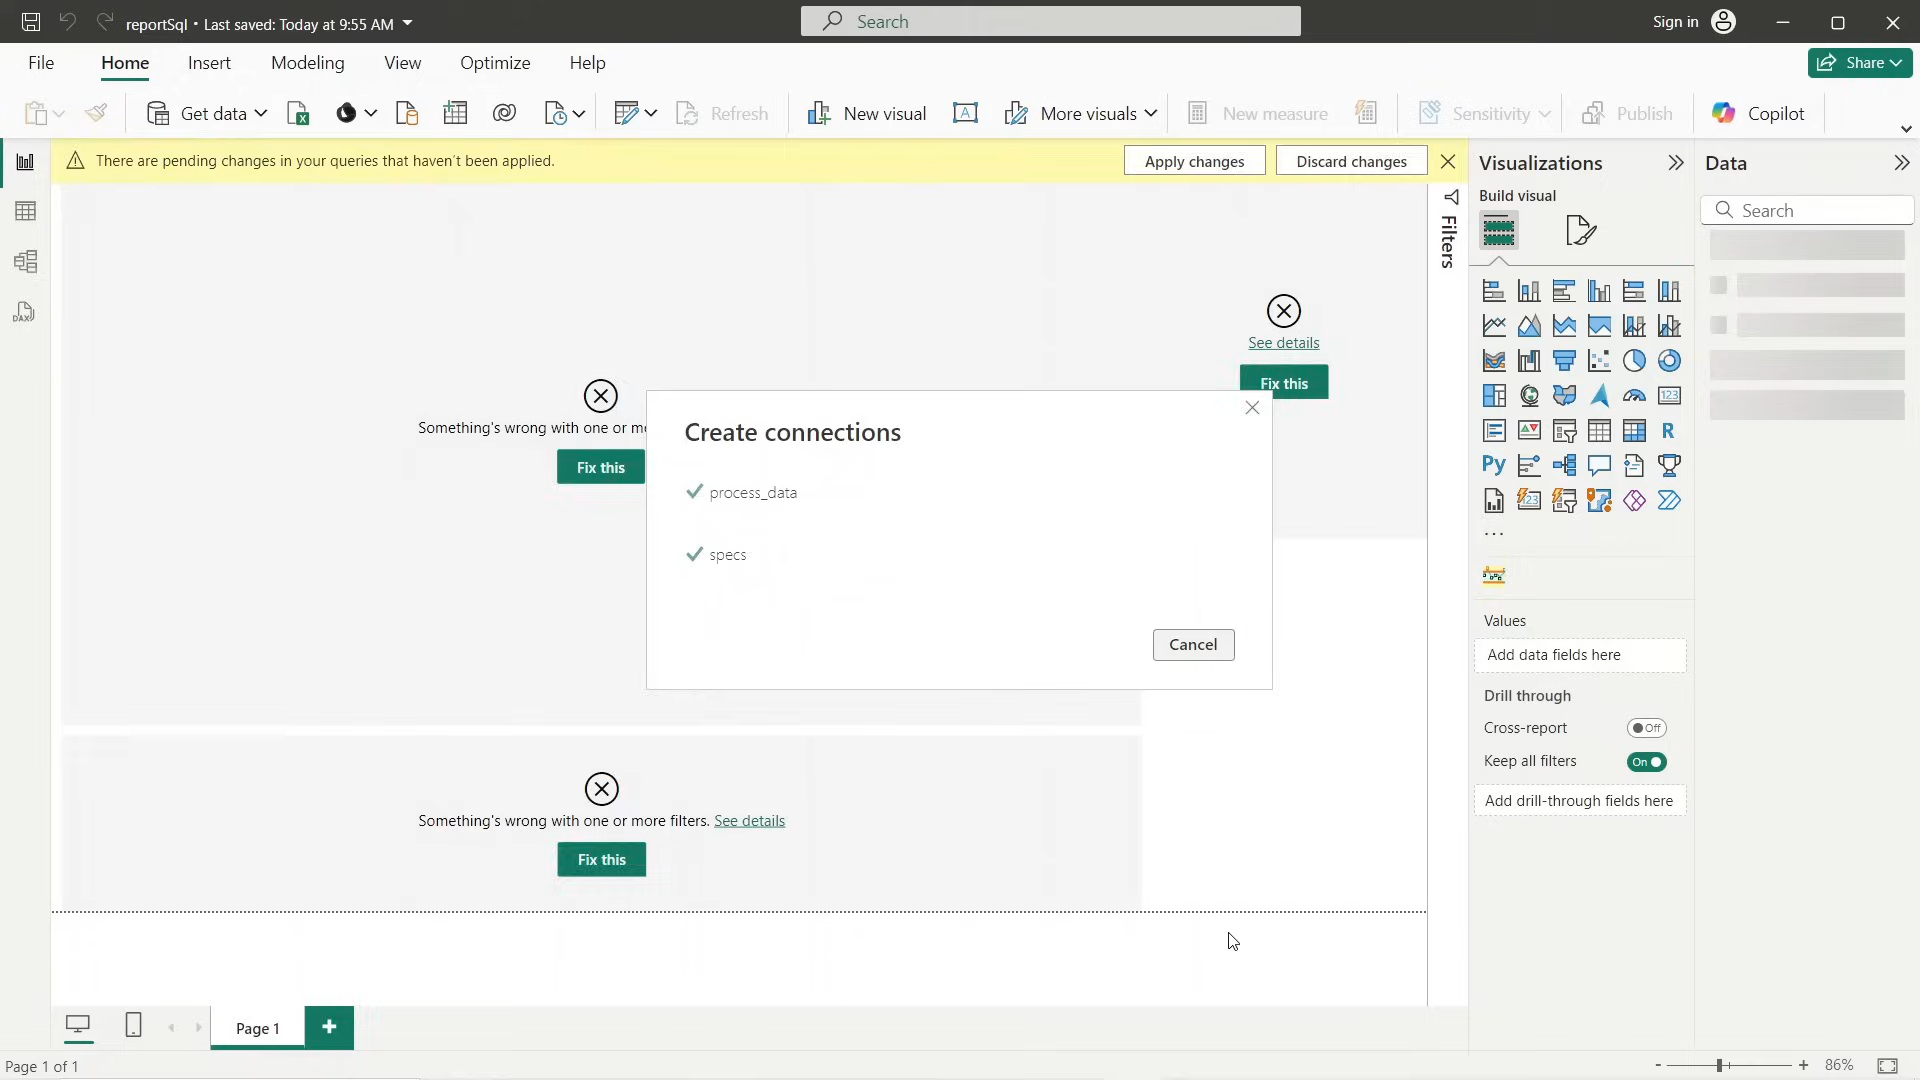 reportSql • Last saved: Today at 9:55 AM
Search
Sign in
File
Home
Insert
Modeling
View
Optimize
Help
Share
Get data
Refresh
New visual
More visuals
New measure
Sensitivity
Publish
Copilot
There are pending changes in your queries that haven't been applied.
Apply changes
Discard changes
Filters
See details
Fix this
Something's wrong with one or
Fix this
Create connections
process_data
specs
Cancel
Something's wrong with one or more filters. See details
Fix this
Visualizations
Build visual
123
R
Py
123
...
Values
Add data fields here
Drill through
Cross-report
Off
Keep all filters
On
Add drill-through fields here
Data
Search
DAX
Page 1
Page 1 of 1
- + 86%